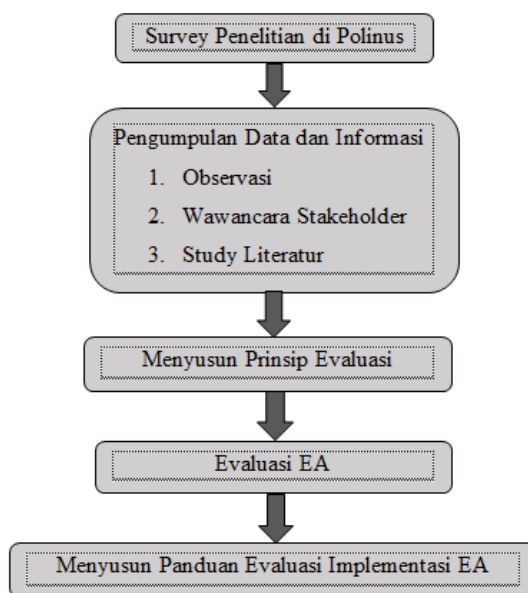 Survey Penelitian di Polinus
Pengumpulan Data dan Informasi
1. Observasi
2. Wawancara Stakeholder
3. Study Literatur
Menyusun Prinsip Evaluasi
Evaluasi EA
Menyusun Panduan Evaluasi Implementasi EA